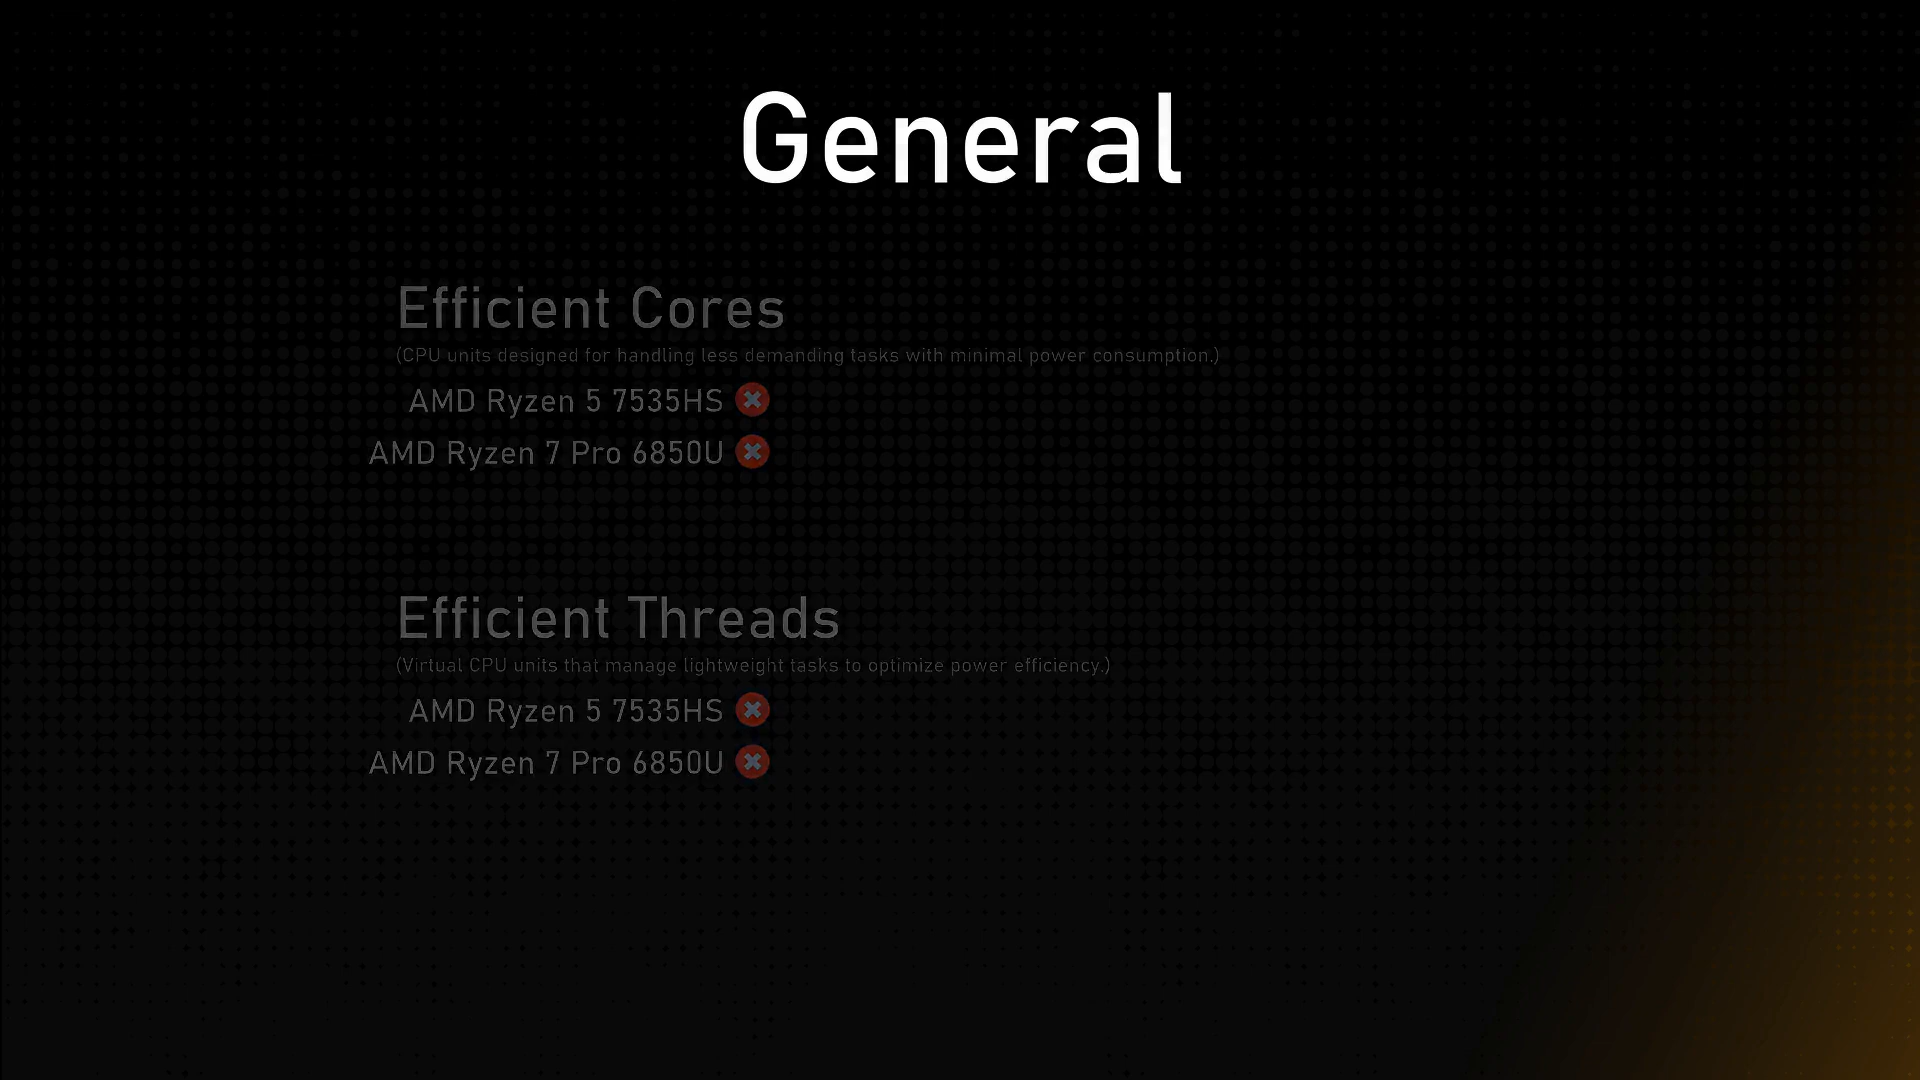 General
Efficient Cores
(CPU units designed for handling less demanding tasks with minimal power consumption.)
AMD Ryzen 5 7535HS
AMD Ryzen 7 Pro 6850U
Efficient Threads
(Virtual CPU units that manage lightweight tasks to optimize power efficiency.)
AMD Ryzen 5 7535HS
AMD Ryzen 7 Pro 6850U